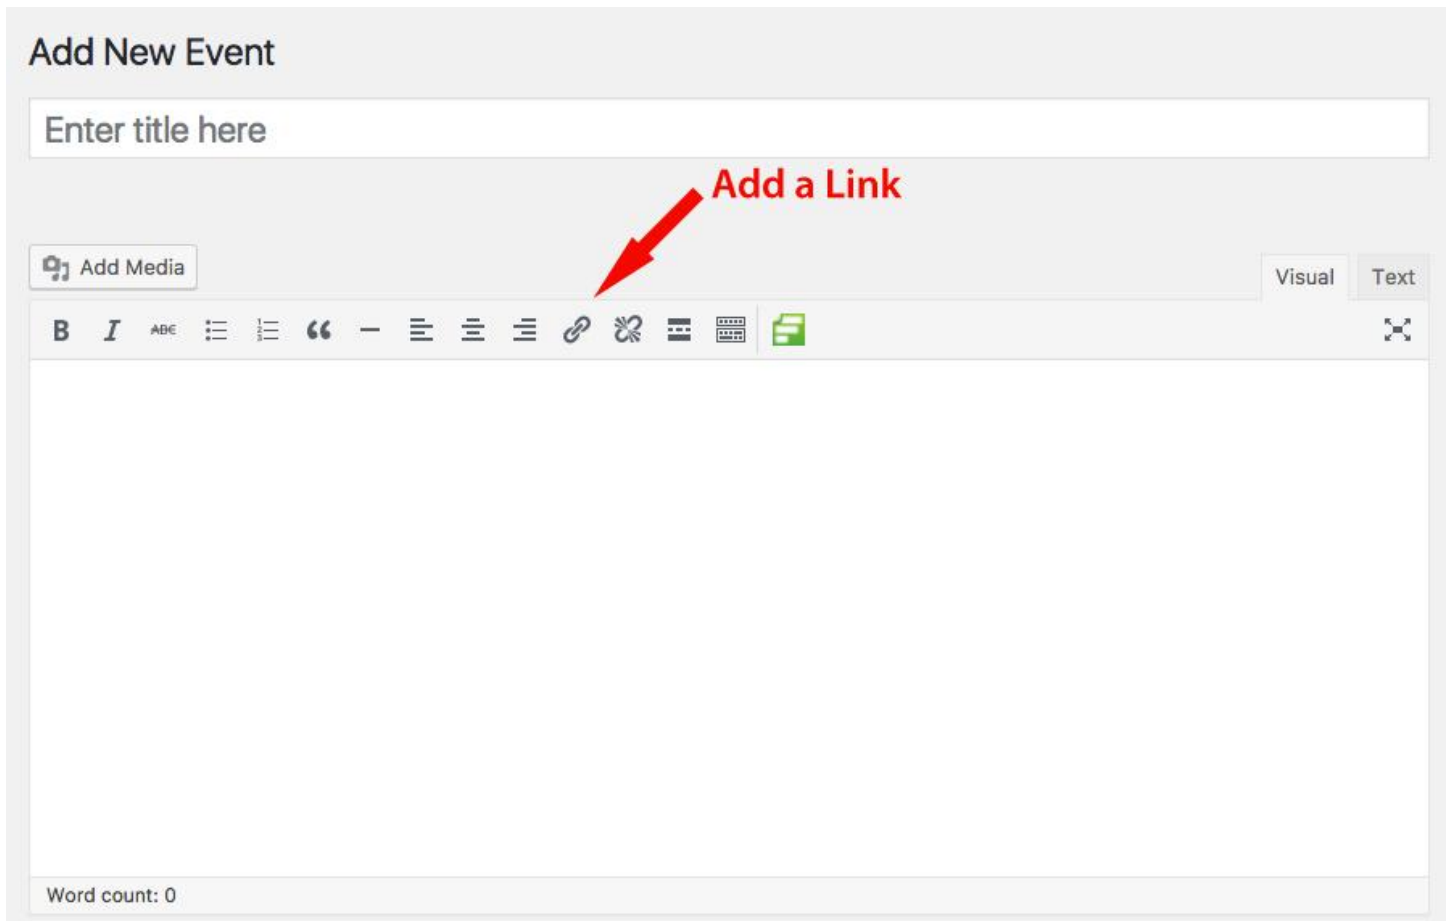 Add New Event
Enter title here
Add a Link
Add Media
Visual Text
B I ABC
Word count: 0